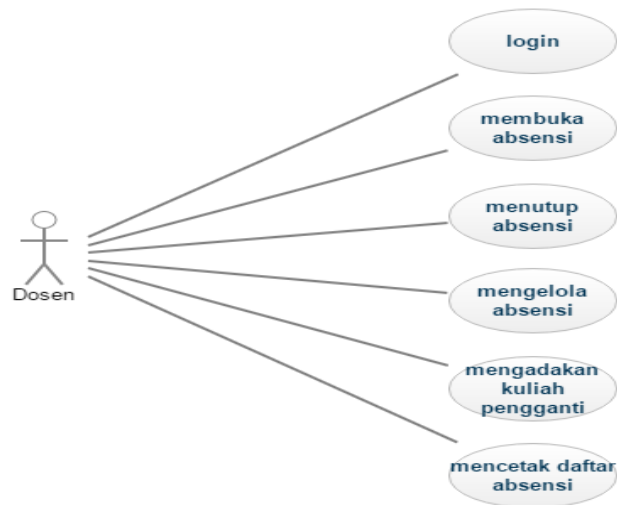 login
membuka
absensi
menutup
absensi
Dosen
mengelola
absensi
mengadakan
kuliah
pengganti
mencetak daftar
absensi